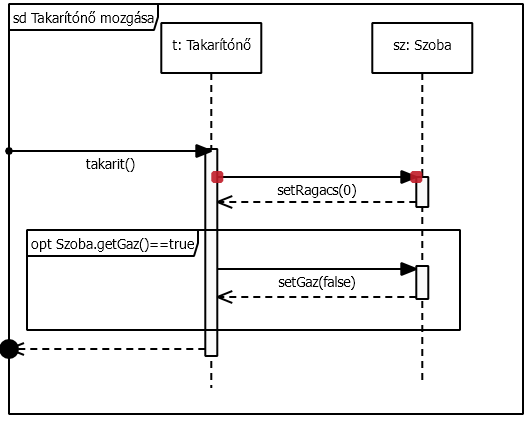 sd Takarítónő mozgása
t: Takarítónő
sz: Szoba
takarit()
setRagacs(0)
opt Szoba.getGaz()==true
setGaz(false)